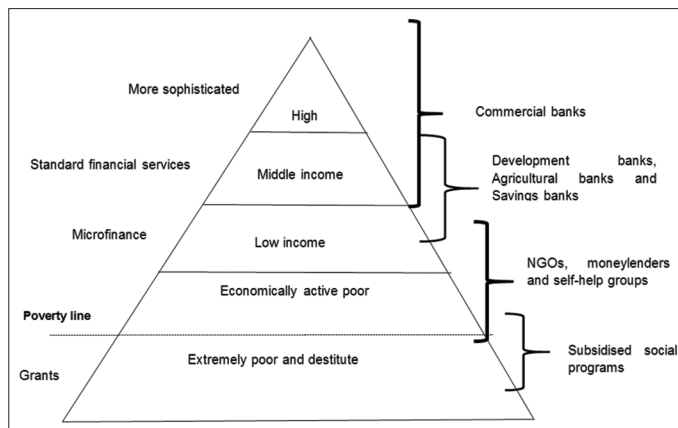 More sophisticated
High
Commercial banks
Standard financial services
Middle income
Development banks,
Agricultural banks and
Savings banks
Microfinance
Low income
NGOs, moneylenders
and self-help groups
Economically active poor
Poverty line
Extremely poor and destitute
Grants
Subsidised social
programs